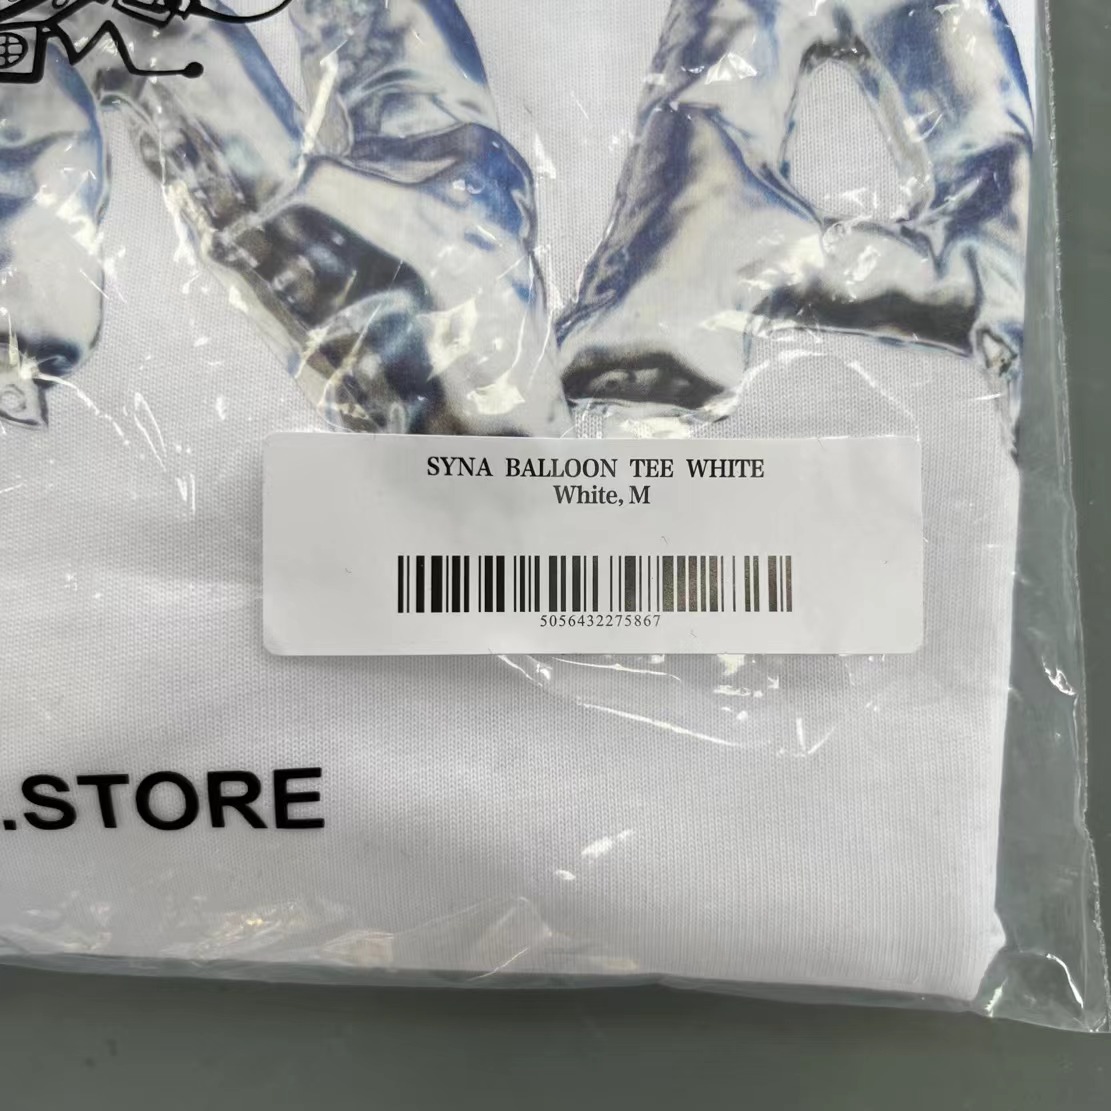 SYNA BALLOON TEE WHITE
White, M
5056432275867
.STORE